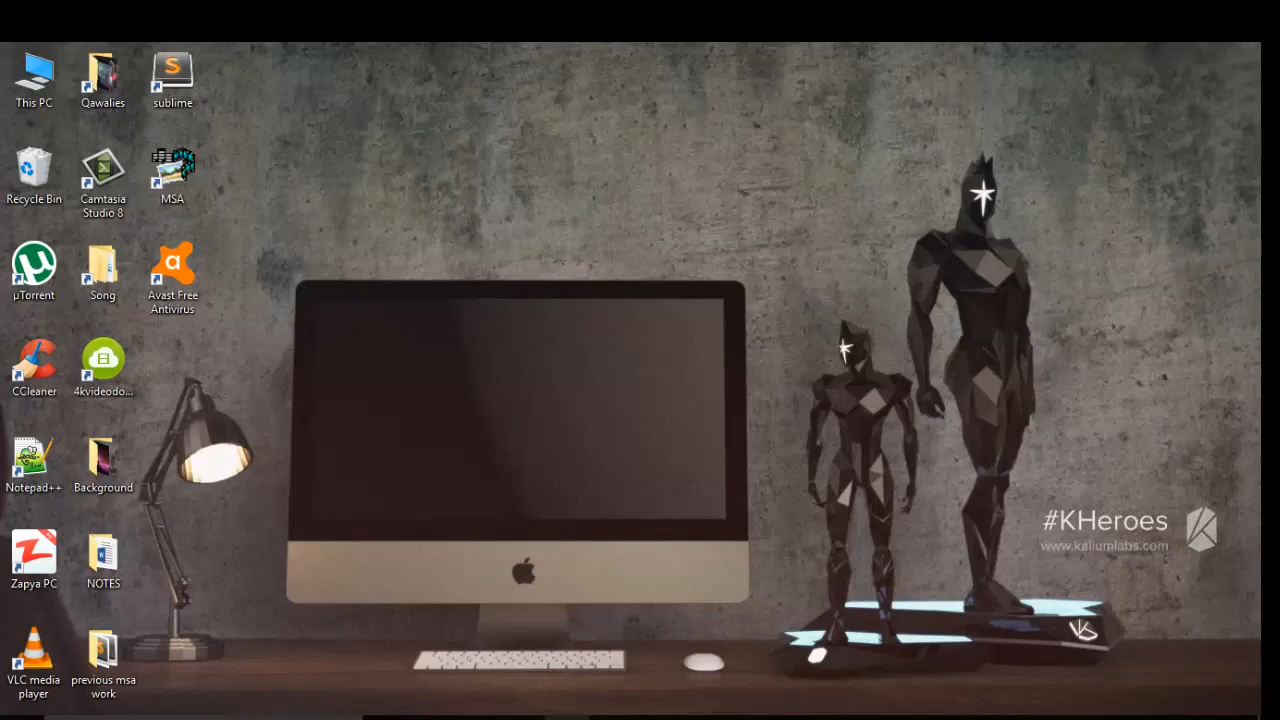 This PC
Qawalies
sublime
Recycle Bin
Camtasia
Studio 8
MSA
µTorrent
Song
Avast Free
Antivirus
CCleaner
4kvideodo...
Notepad++
Background
Zapya PC
NOTES
VLC media
player
previous msa
work
#KHeroes
www.kaliumlabs.com